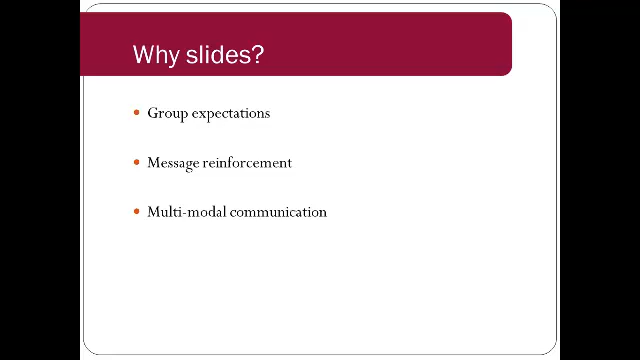 Why slides?
Group expectations
Message reinforcement
Multi-modal communication